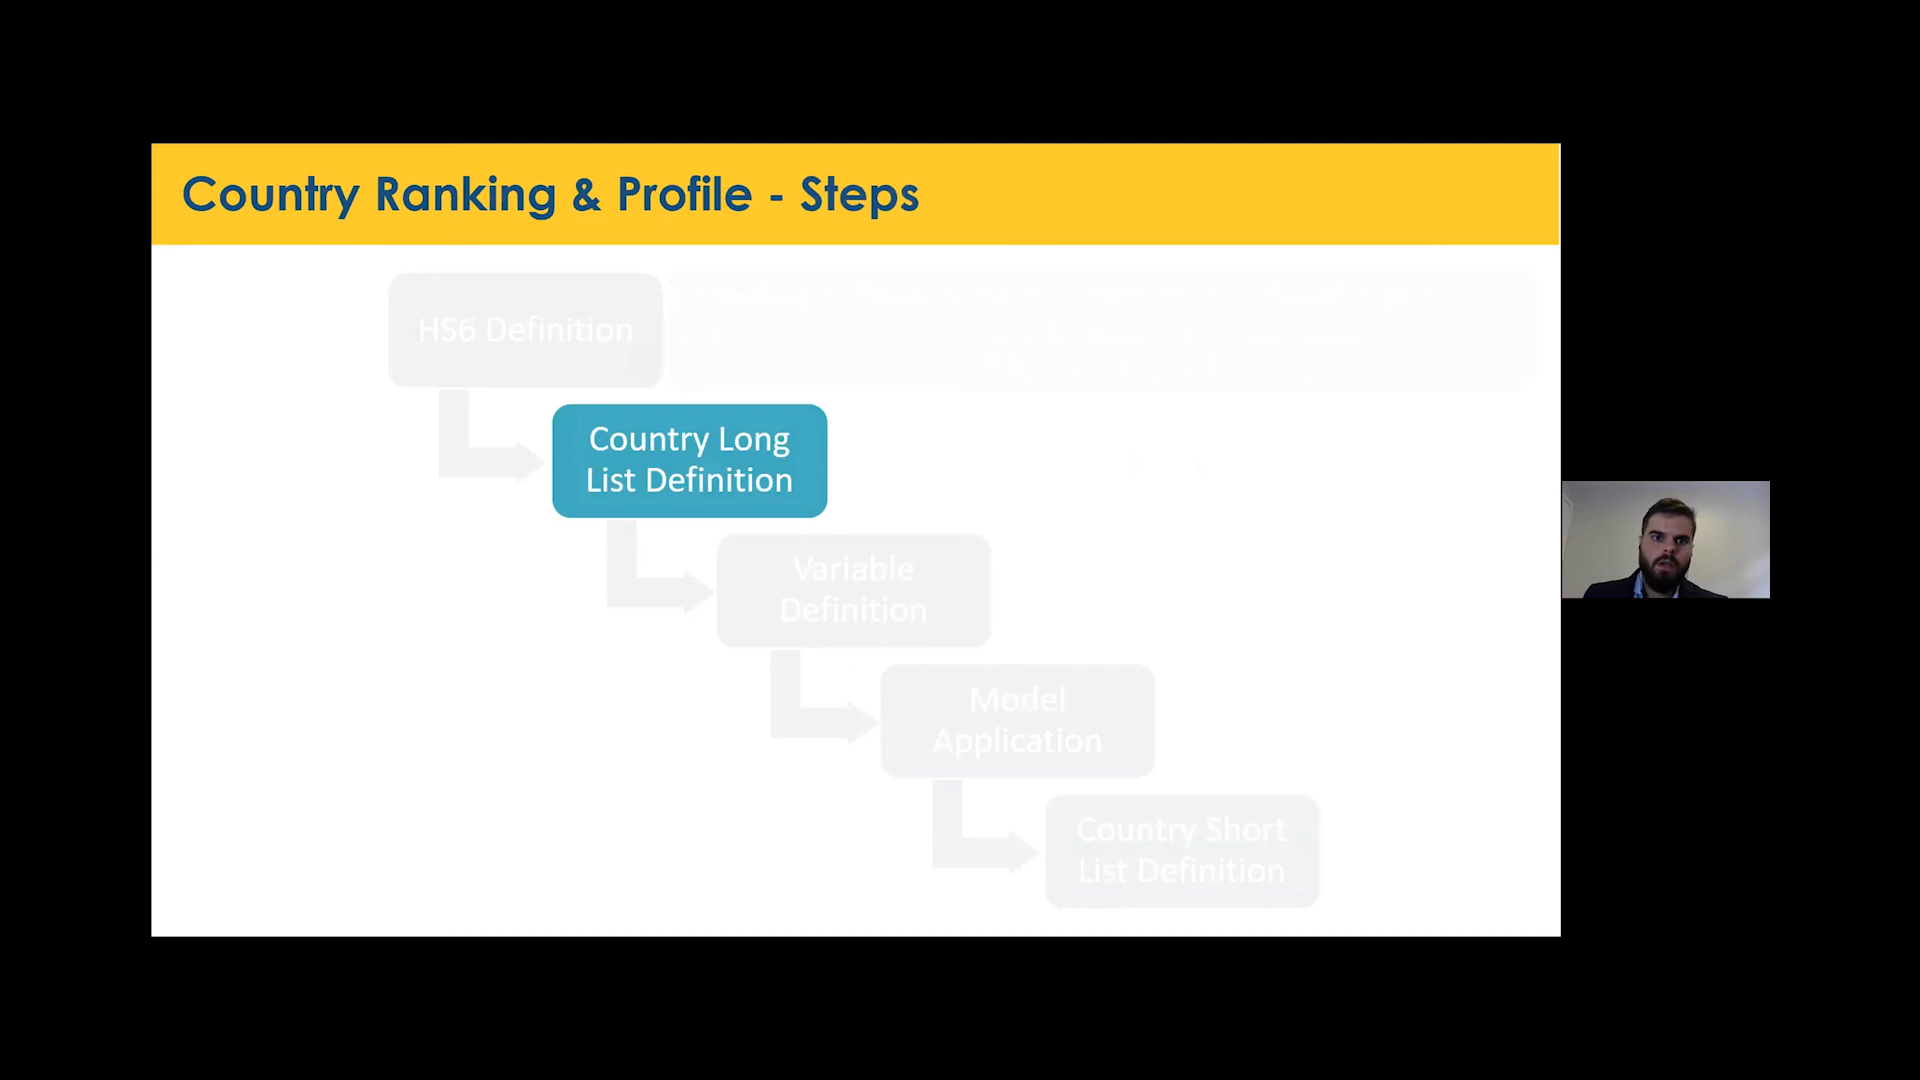 Country Ranking & Profile - Steps
HS6 Definition
Country Long
List Definition
Variable
Definition
Model
Application
Country Short
List Definition